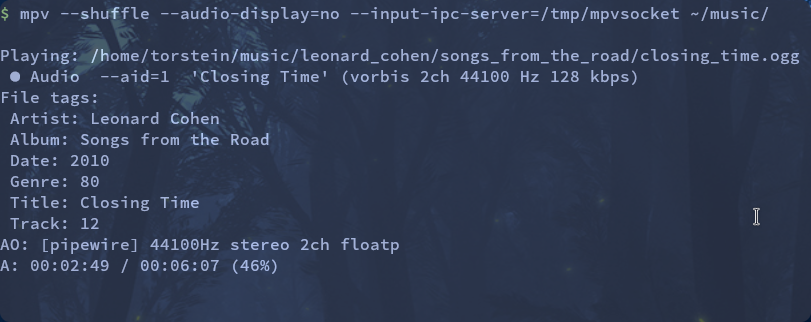 $ mpv --shuffle --audio-display=no --input-ipc-server=/tmp/mpvsocket ~/music/
Playing: /home/torstein/music/leonard_cohen/songs_from_the_road/closing_time.ogg
● Audio  --aid=1  'Closing Time' (vorbis 2ch 44100 Hz 128 kbps)
File tags:
Artist: Leonard Cohen
Album: Songs from the Road
Date: 2010
Genre: 80
Title: Closing Time
Track: 12
AO: [pipewire] 44100Hz stereo 2ch floatp
A: 00:02:49 / 00:06:07 (46%)